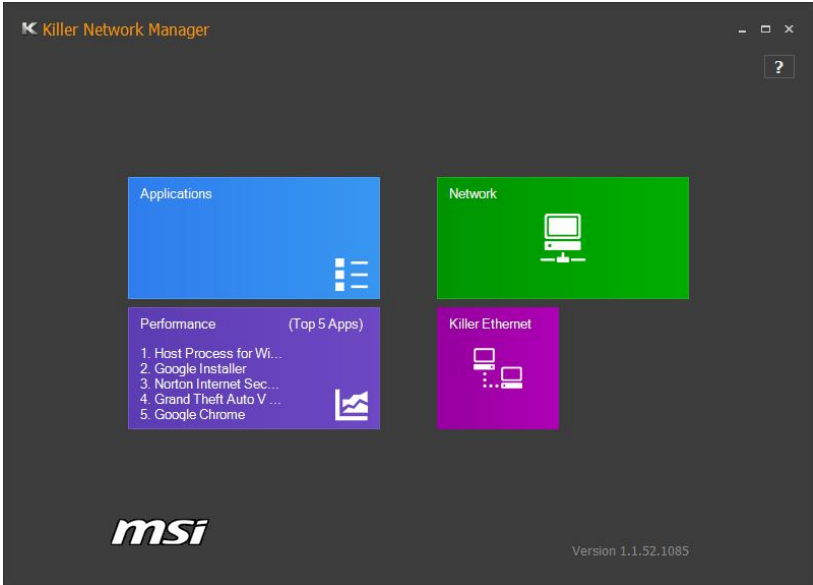 Killer Network Manager
?
Applications
Network
Performance (Top 5 Apps)
1. Host Process for Wi...
2. Google Installer
3. Norton Internet Sec...
4. Grand Theft Auto V ...
5. Google Chrome
Killer Ethernet
msi
Version 1.1.52.1085